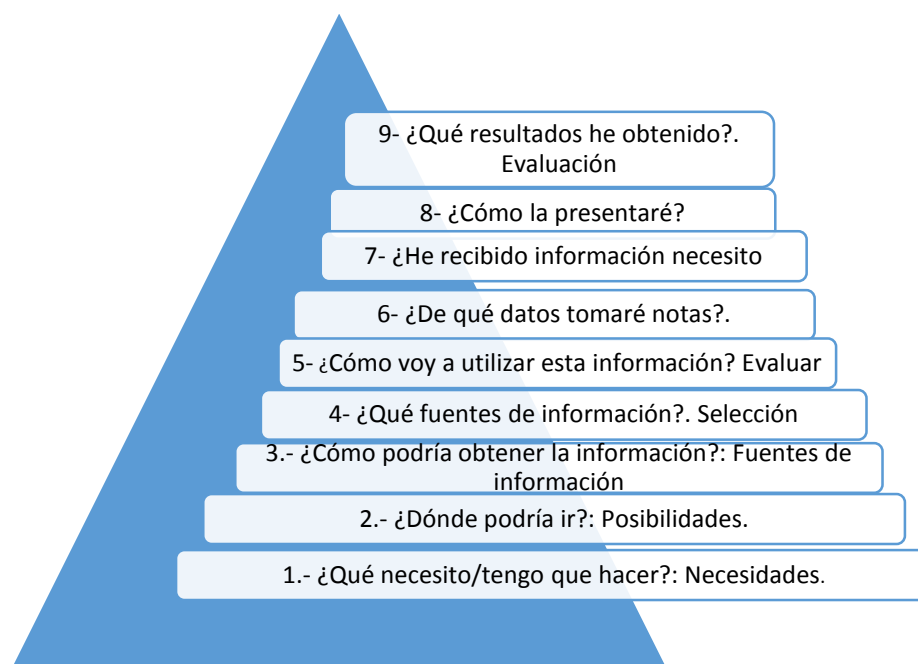 9- ¿Qué resultados he obtenido?.
Evaluación
8- ¿Cómo la presentaré?
7- ¿He recibido información necesito
6- ¿De qué datos tomaré notas?.
5- ¿Cómo voy a utilizar esta información? Evaluar
4- ¿Qué fuentes de información?. Selección
3.- ¿Cómo podría obtener la información?: Fuentes de
información
2.- ¿Dónde podría ir?: Posibilidades.
1.- ¿Qué necesito/tengo que hacer?: Necesidades.